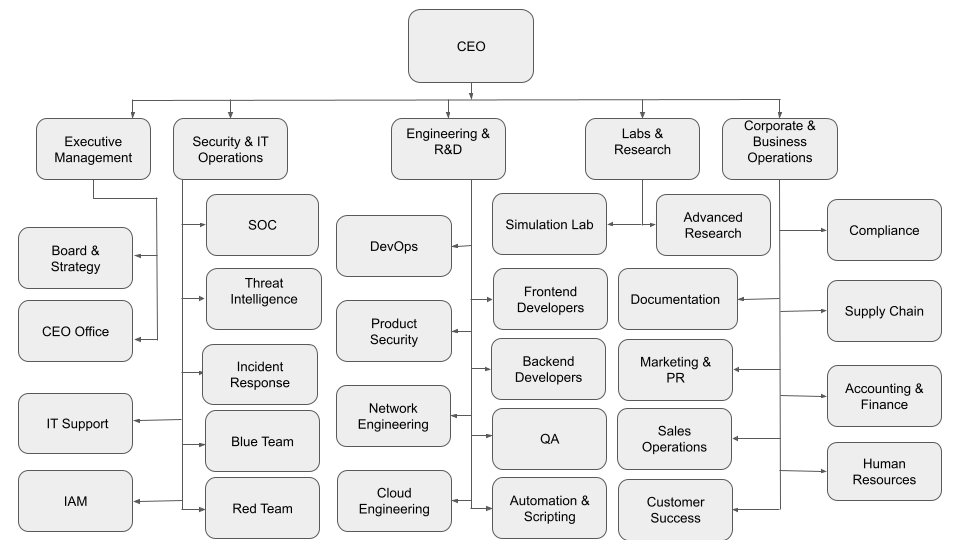 CEO
Executive
Management
Security & IT
Operations
Engineering &
R&D
Labs &
Research
Corporate &
Business
Operations
Board &
Strategy
CEO Office
SOC
Threat
Intelligence
Incident
Response
IT Support
Blue Team
IAM
Red Team
DevOps
Product
Security
Network
Engineering
Cloud
Engineering
Frontend
Developers
Backend
Developers
QA
Automation &
Scripting
Simulation Lab
Advanced
Research
Documentation
Marketing &
PR
Sales
Operations
Customer
Success
Compliance
Supply Chain
Accounting &
Finance
Human
Resources